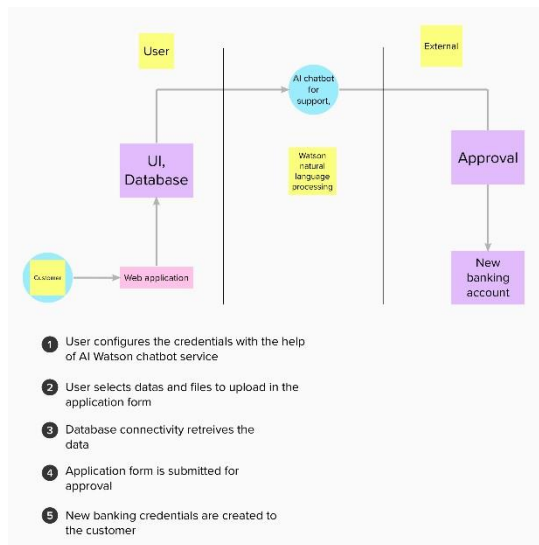 User
External
AI chatbot
for
support,
UI,
Database
Watson
natural
language
processing
Approval
Customer
Web application
New
banking
account
1 User configures the credentials with the help
of AI Watson chatbot service
2 User selects datas and files to upload in the
application form
3 Database connectivity retreives the
data
4 Application form is submitted for
approval
5 New banking credentials are created to
the customer